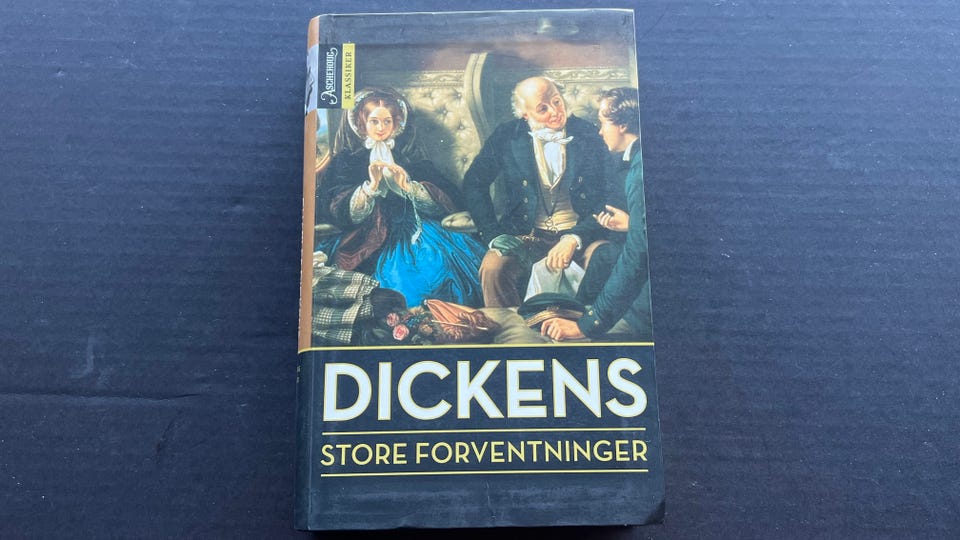 ASCHEHOUG
KLASSIKER
DICKENS
STORE FORVENTNINGER